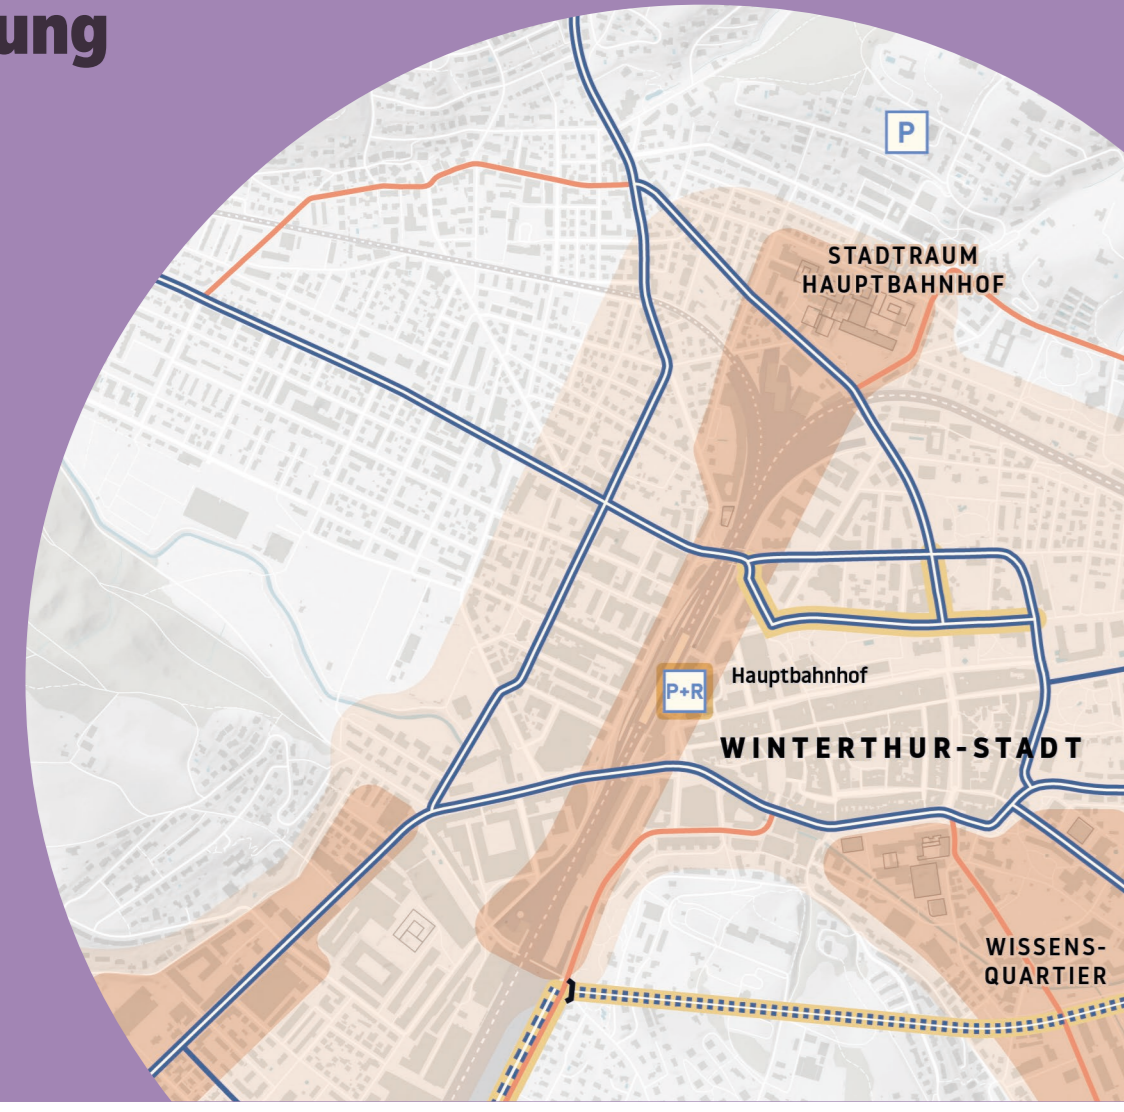 ung
P
STADTRAUM
HAUPTBAHNHOF
P+R
Hauptbahnhof
WINTERTHUR-STADT
WISSENS-
QUARTIER